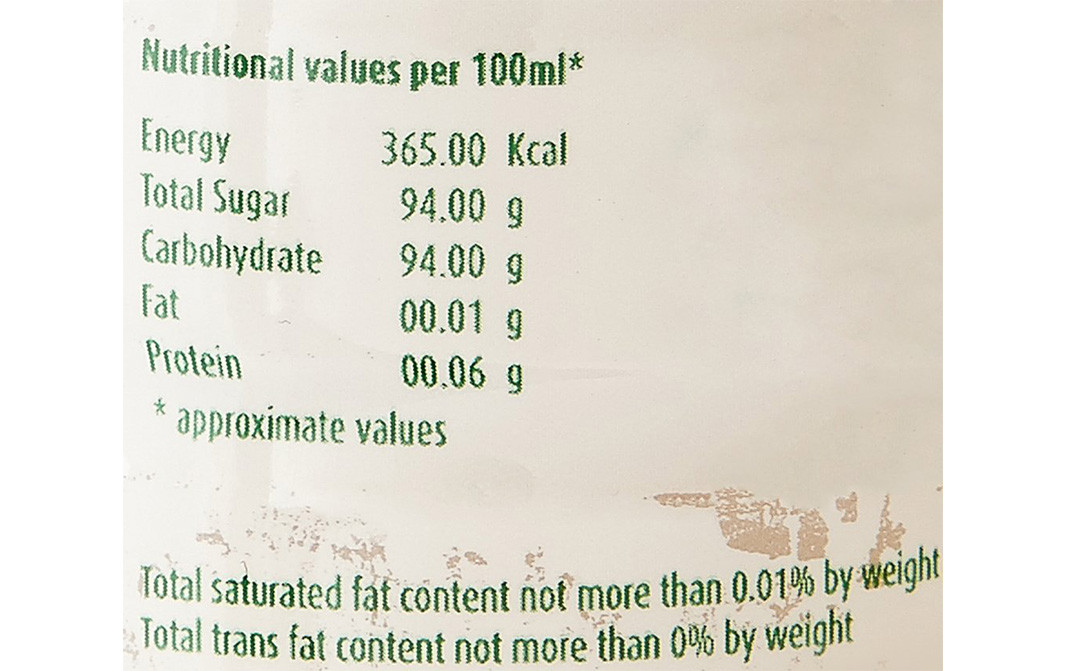 Nutritional values per 100ml*
Energy 365.00 Kcal
Total Sugar 94.00 g
Carbohydrate 94.00 g
Fat 00.01 g
Protein 00.06 g
* approximate values
Total saturated fat content not more than 0.01% by weight
Total trans fat content not more than 0% by weight